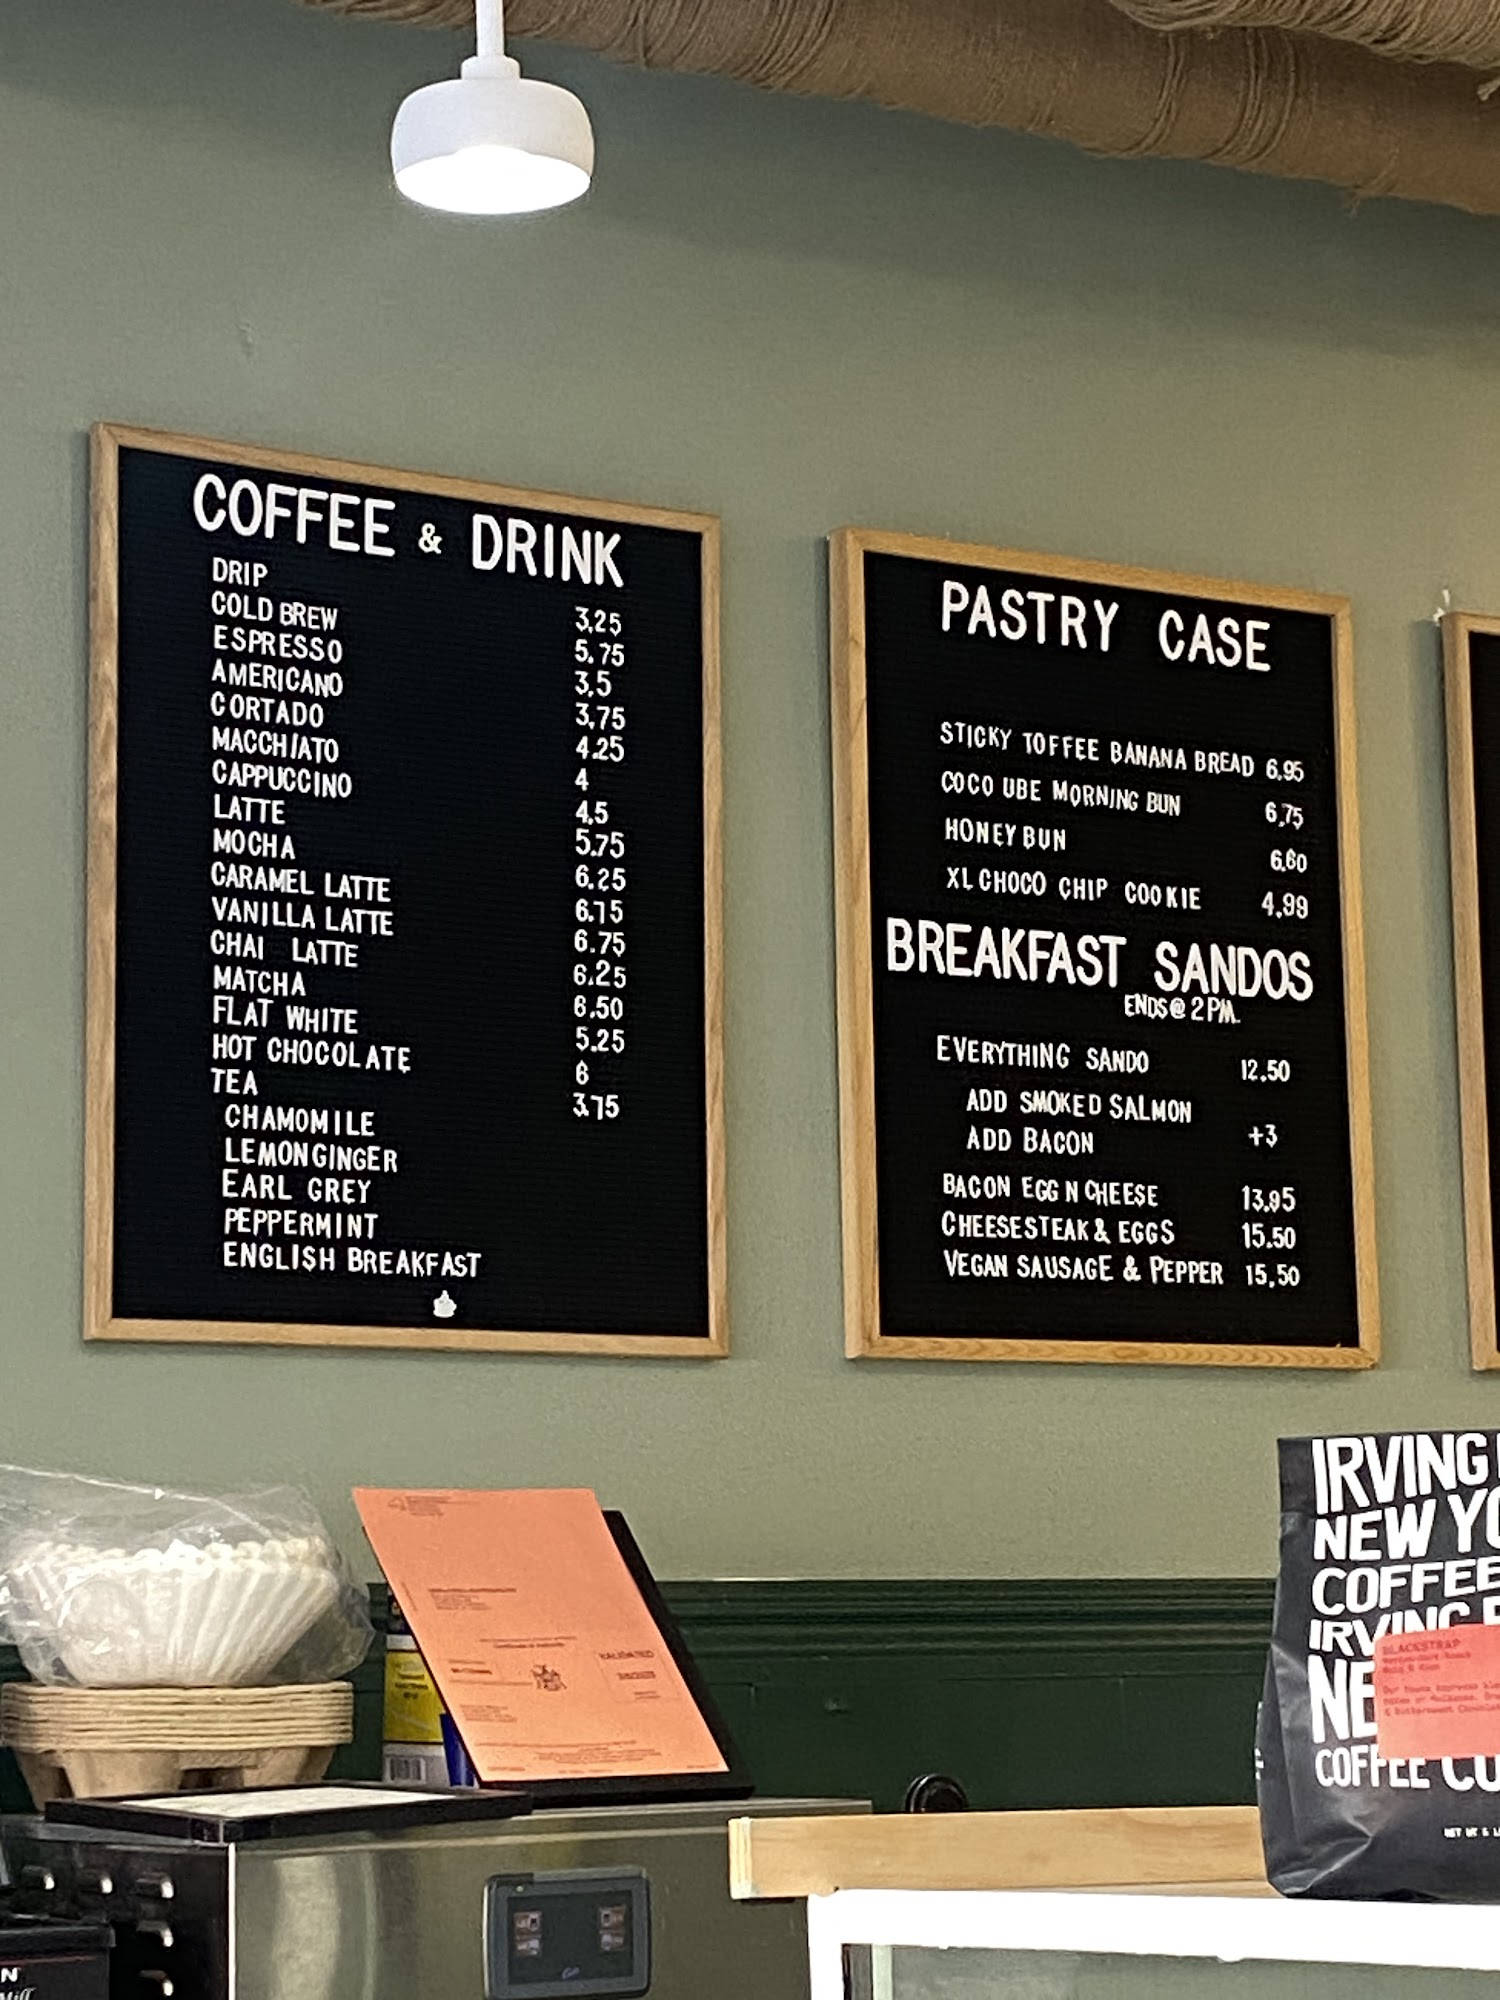 COFFEE & DRINK
DRIP 3.25
COLD BREW 5.75
ESPRESSO 3.5
AMERICANO 3.75
CORTADO 4.25
MACCHIATO 4
CAPPUCCINO 4.5
LATTE 5.75
MOCHA 6.25
CARAMEL LATTE 6.75
VANILLA LATTE 6.75
CHAI LATTE 6.25
MATCHA 6.50
FLAT WHITE 5.25
HOT CHOCOLATE 6
TEA 3.75
CHAMOMILE
LEMON GINGER
EARL GREY
PEPPERMINT
ENGLISH BREAKFAST
PASTRY CASE
STICKY TOFFEE BANANA BREAD 6.95
COCO UBE MORNING BUN 6.75
HONEY BUN 6.60
XL CHOCO CHIP COOKIE 4.99
BREAKFAST SANDOS
ENDS @ 2 PM.
EVERYTHING SANDO 12.50
ADD SMOKED SALMON
ADD BACON +3
BACON EGG N CHEESE 13.95
CHEESESTEAK & EGGS 15.50
VEGAN SAUSAGE & PEPPER 15.50
IRVING
NEW YO
COFFEE
IRVING F
NE
COFFEE CO
BLACKSTRAP
VALIDATED